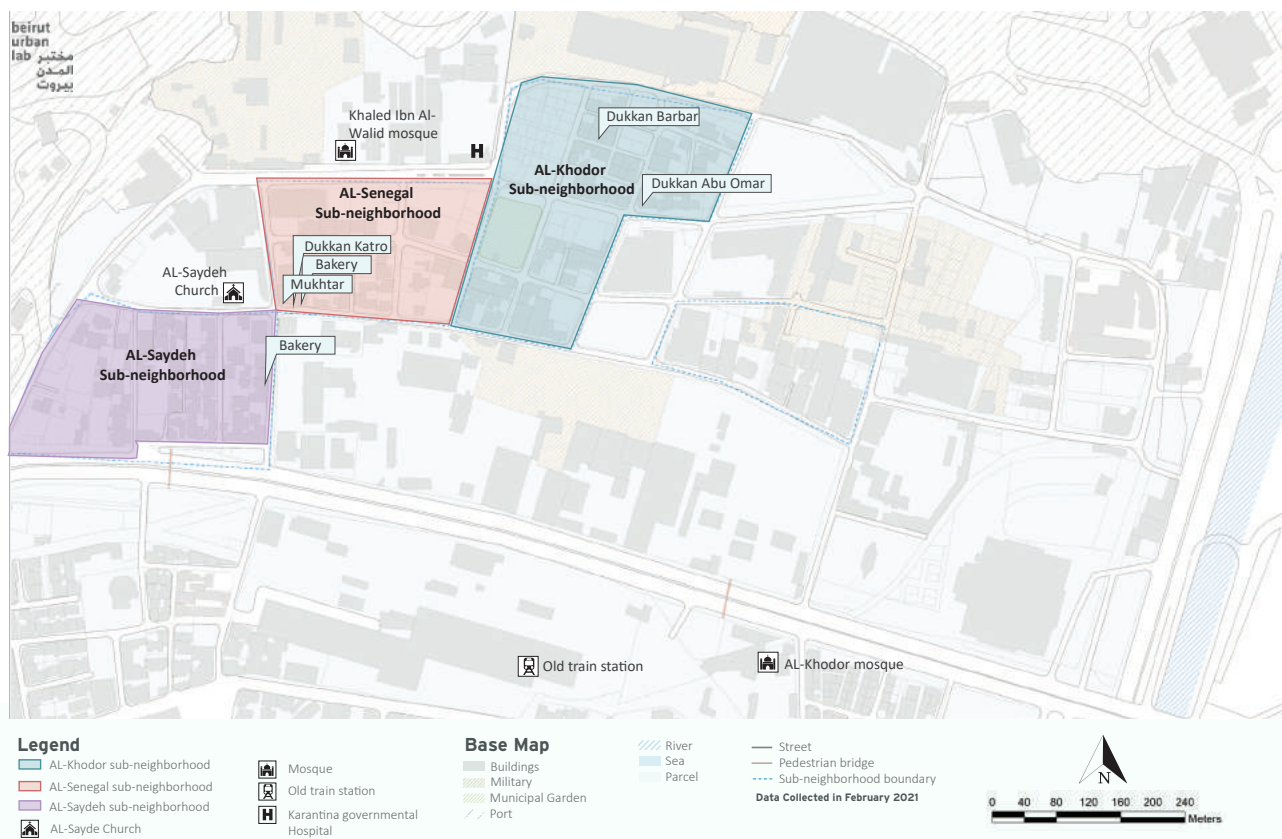 beirut
urban
lab مختبر
المدن
بيروت
Khaled Ibn Al-
Walid mosque
H
Dukkan Barbar
AL-Khodor
Sub-neighborhood
Dukkan Abu Omar
AL-Senegal
Sub-neighborhood
Dukkan Katro
Bakery
Mukhtar
AL-Saydeh
Church
Bakery
AL-Saydeh
Sub-neighborhood
Old train station
AL-Khodor mosque
Legend
AL-Khodor sub-neighborhood
AL-Senegal sub-neighborhood
AL-Saydeh sub-neighborhood
AL-Sayde Church
Mosque
Old train station
H Karantina governmental
Hospital
Base Map
Buildings
Military
Municipal Garden
Port
River
Sea
Parcel
Street
Pedestrian bridge
Sub-neighborhood boundary
Data Collected in February 2021
N
0 40 80 120 160 200 240
Meters